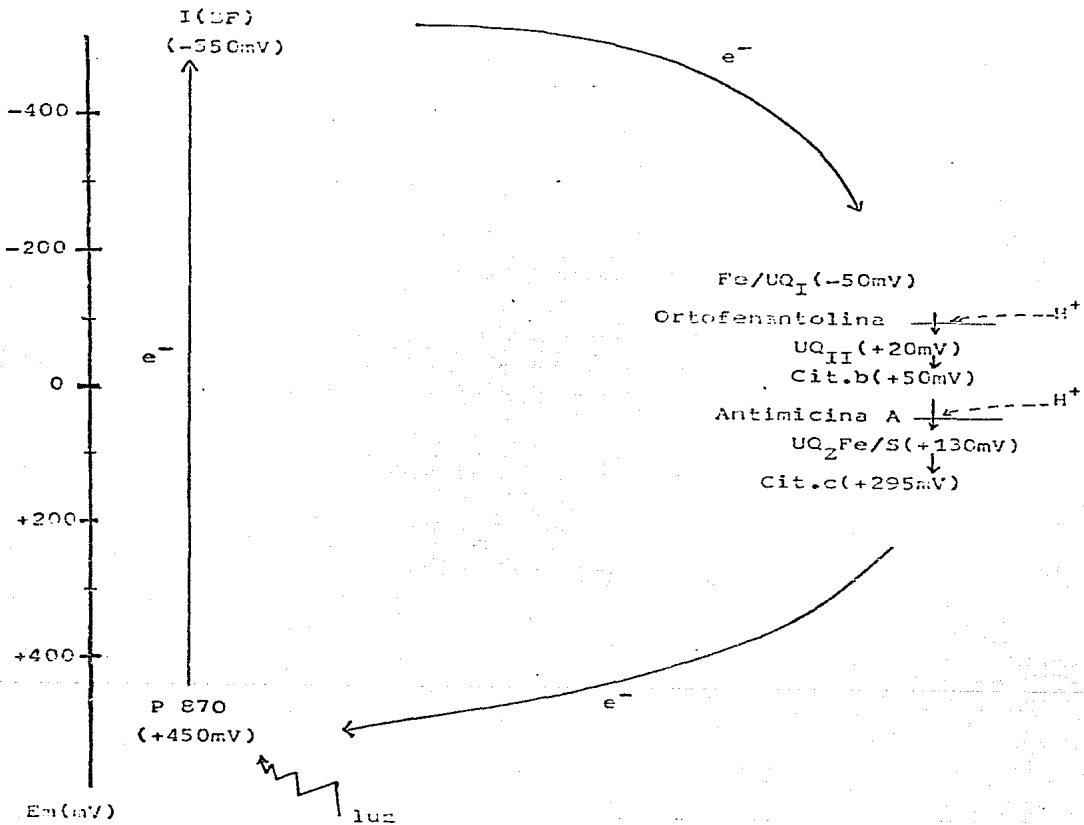 I(BF)
(-550mV)
e-
-400
-200
Fe/UQI(-50mV)
Ortofenantolina
H+
UQII(+20mV)
e-
0
Cit.b(+50mV)
Antimicina A
H+
UQZFe/S(+130mV)
Cit.c(+295mV)
+200
+400
e-
P 870
(+450mV)
Em(mV)
luz